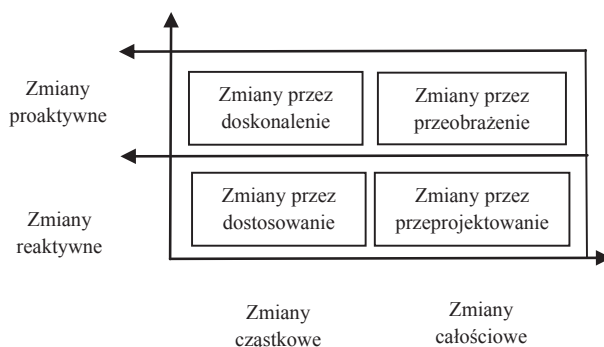 Zmiany
proaktywne
Zmiany przez
doskonalenie
Zmiany przez
przeobrażenie
Zmiany
reaktywne
Zmiany przez
dostosowanie
Zmiany przez
przeprojektowanie
Zmiany
cząstkowe
Zmiany
całościowe